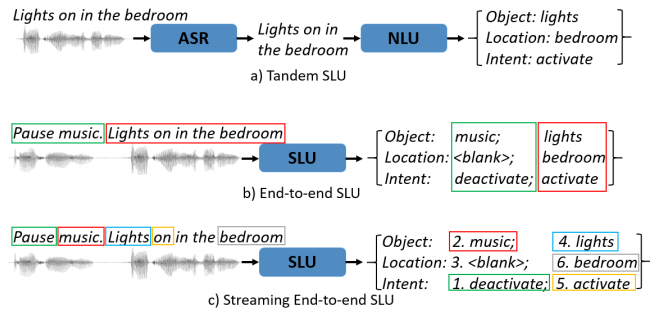 Lights on in the bedroom
ASR
Lights on in
the bedroom
NLU
Object: lights
Location: bedroom
Intent: activate
a) Tandem SLU
Pause music. Lights on in the bedroom
SLU
Object: music; lights
Location: <blank>; bedroom
Intent: deactivate; activate
b) End-to-end SLU
Pause music. Lights on in the bedroom
SLU
Object: 2. music; 4. lights
Location: 3. <blank>; 6. bedroom
Intent: 1. deactivate; 5. activate
c) Streaming End-to-end SLU